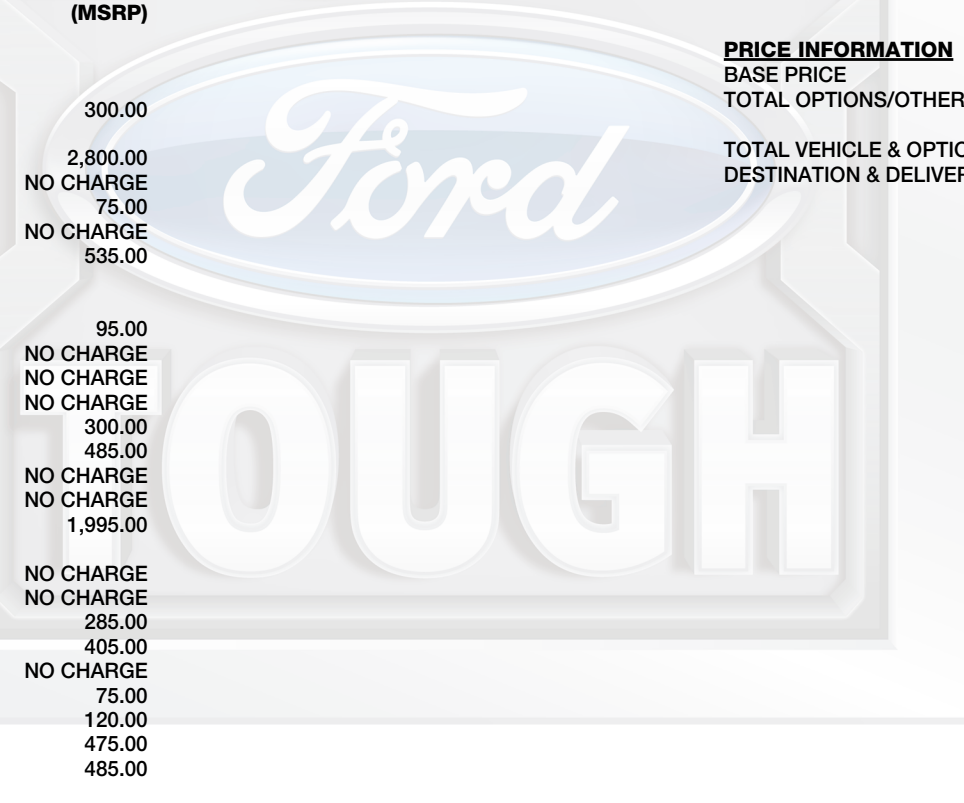 (MSRP)
300.00
2,800.00
NO CHARGE
75.00
NO CHARGE
535.00
95.00
NO CHARGE
NO CHARGE
NO CHARGE
300.00
485.00
NO CHARGE
NO CHARGE
1,995.00
NO CHARGE
NO CHARGE
285.00
405.00
NO CHARGE
75.00
120.00
475.00
485.00
PRICE INFORMATION
BASE PRICE
TOTAL OPTIONS/OTHER
TOTAL VEHICLE & OPTIO
DESTINATION & DELIVER
Ford
TOUGH